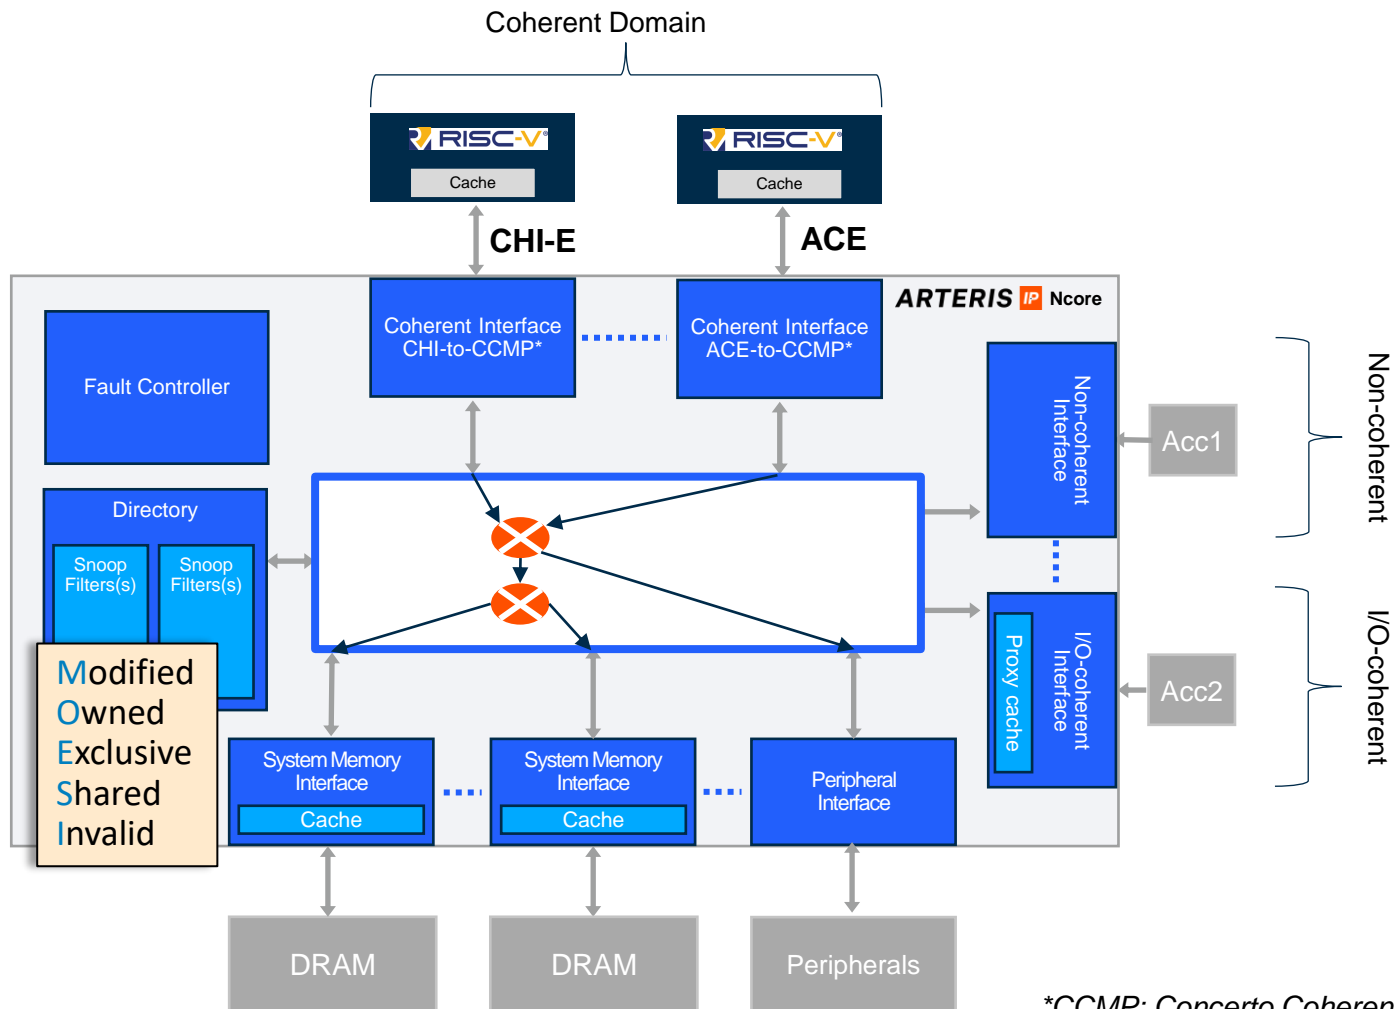 Coherent Domain
RISC-V®
Cache
RISC-V®
Cache
CHI-E
ACE
ARTERIS IP Ncore
Coherent Interface
CHI-to-CCMP*
Coherent Interface
ACE-to-CCMP*
Fault Controller
Non-coherent
Interface
Acc1
Non-coherent
Directory
Snoop
Filters(s)
Snoop
Filters(s)
Modified
Owned
Exclusive
Shared
Invalid
I/O-coherent
Interface
Proxy cache
Acc2
I/O-coherent
System Memory
Interface
Cache
System Memory
Interface
Cache
Peripheral
Interface
DRAM
DRAM
Peripherals
*CCMP: Concerto Coheren